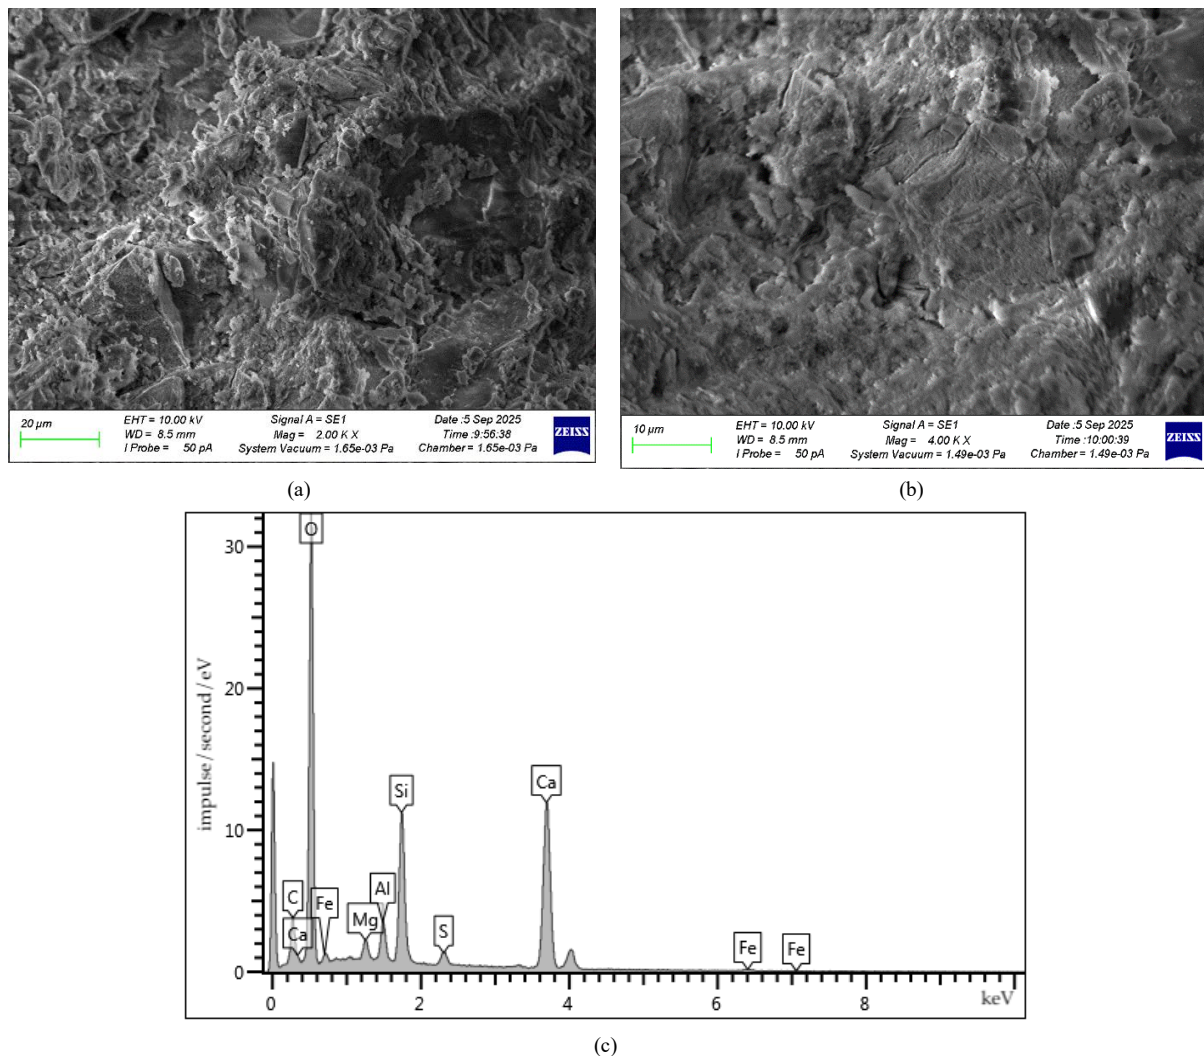 20 µm
EHT = 10.00 kV
Signal A = SE1
Date :5 Sep 2025
WD = 8.5 mm
Mag = 2.00 K X
Time :9:56:38
I Probe = 50 pA
System Vacuum = 1.65e-03 Pa
Chamber = 1.65e-03 Pa
ZEISS
10 µm
EHT = 10.00 kV
Signal A = SE1
Date :5 Sep 2025
WD = 8.5 mm
Mag = 4.00 K X
Time :10:00:39
I Probe = 50 pA
System Vacuum = 1.49e-03 Pa
Chamber = 1.49e-03 Pa
ZEISS
(a)
(b)
impulse/second/eV
30
20
10
0
O
C
Ca
Fe
Mg
Al
Si
S
Ca
Fe
Fe
0
2
4
6
8
keV
(c)